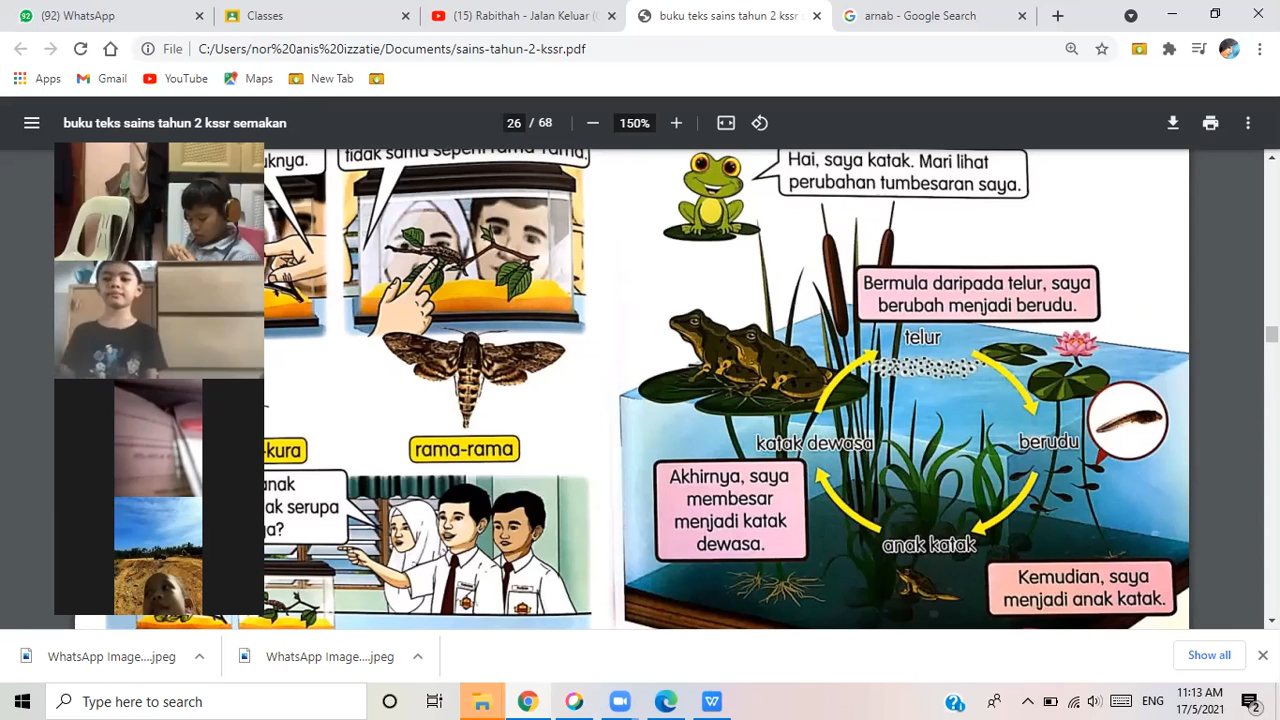 (92) WhatsApp
Classes
(15) Rabithah - Jalan Keluar (
buku teks sains tahun 2 kssr
arnab - Google Search
File
C:/Users/nor%20anis%20izzatie/Documents/sains-tahun-2-kssr.pdf
Apps
Gmail
YouTube
Maps
New Tab
buku teks sains tahun 2 kssr semakan
26 / 68
150%
uknya.
tidak sama seperti rama-rama.
-kura
rama-rama
anak
ak serupa
a?
Hai, saya katak. Mari lihat
perubahan tumbesaran saya.
Bermula daripada telur, saya
berubah menjadi berudu.
telur
katak dewasa
berudu
Akhirnya, saya
membesar
menjadi katak
dewasa.
anak katak
Kemudian, saya
menjadi anak katak.
WhatsApp Image....jpeg
WhatsApp Image....jpeg
Show all
Type here to search
ENG
11:13 AM
17/5/2021
2